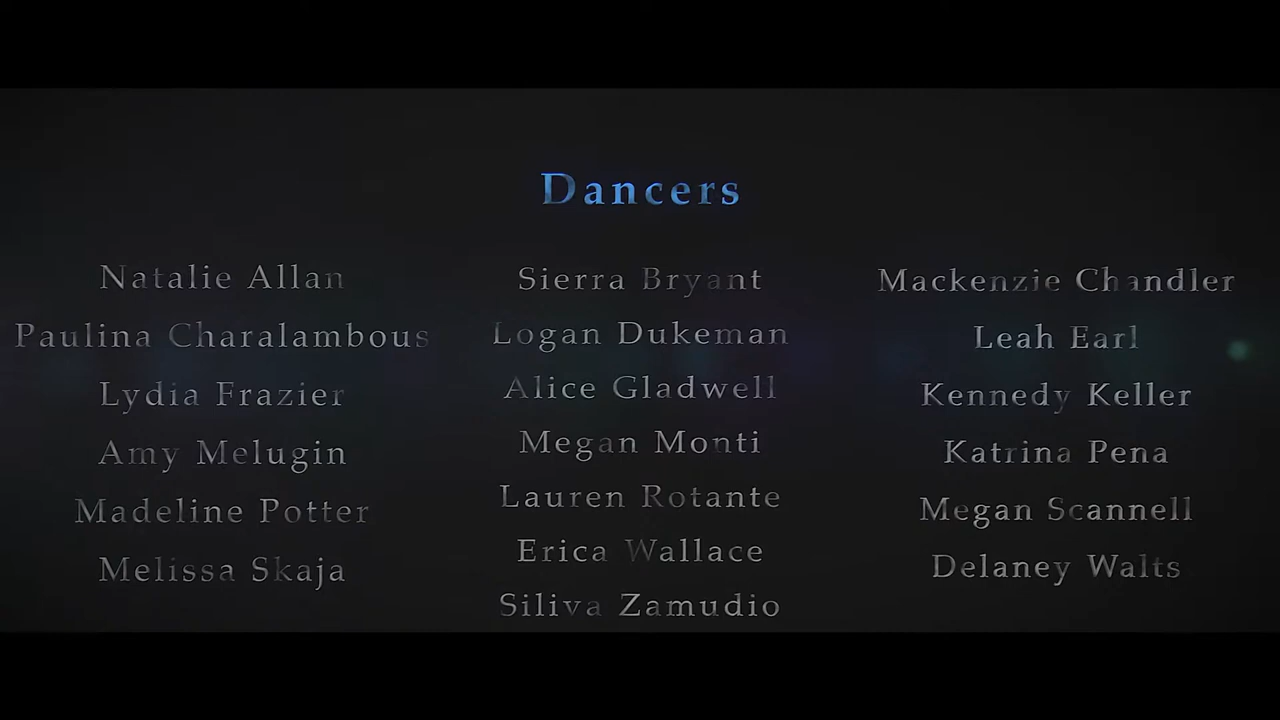 Dancers
Natalie Allan
Sierra Bryant
Mackenzie Chandler
Paulina Charalambous
Logan Dukeman
Leah Earl
Lydia Frazier
Alice Gladwell
Kennedy Keller
Amy Melugin
Megan Monti
Katrina Pena
Madeline Potter
Lauren Rotante
Megan Scannell
Melissa Skaja
Erica Wallace
Delaney Walts
Siliva Zamudio